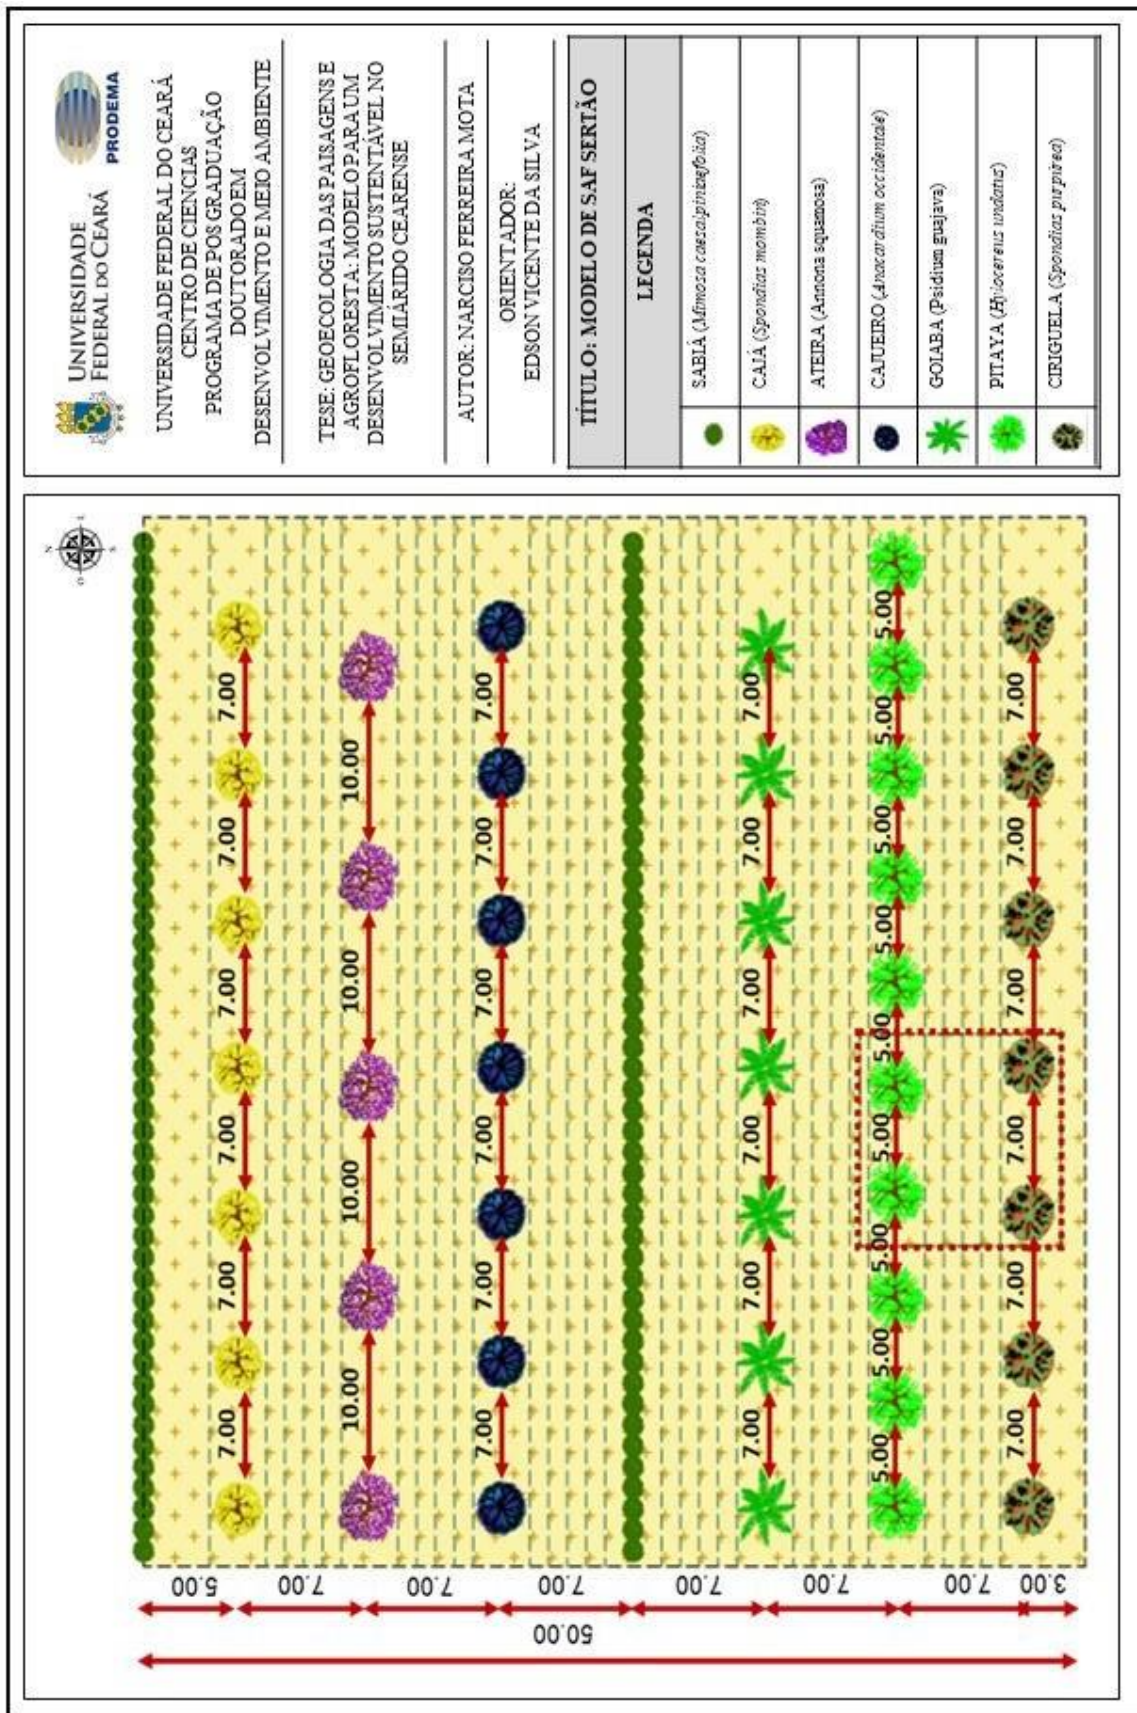 UNIVERSIDADE
FEDERAL DO CEARÁ
PRODEMA
UNIVERSIDADE FEDERAL DO CEARÁ
CENTRO DE CIENCIAS
PROGRAMA DE POS GRADUAÇÃO
DOUTORADO EM
DESENVOLVIMENTO E MEIO AMBIENTE
TESE: GEOECOLOGIA DAS PAISAGENS E
AGROFLORESTA: MODELO PARA UM
DESENVOLVIMENTO SUSTENTÁVEL NO
SEMIÁRIDO CEARENSE
AUTOR: NARCISO FERREIRA MOTA
ORIENTADOR:
EDSON VICENTE DA SILVA
TÍTULO: MODELO DE SAF SERTÃO
LEGENDA
SABIÁ (Mimosa caesalpiniaefolia)
CAJÁ (Spondias mombin)
ATEIRA (Annona squamosa)
CAJUEIRO (Anacardium occidentale)
GOIABA (Psidium guajava)
PITAYA (Hylocereus undatus)
CIRIGUELA (Spondias purpurea)
N
L
S
O
7.00 7.00 7.00 7.00 7.00 7.00
10.00 10.00 10.00 10.00
7.00 7.00 7.00 7.00 7.00 7.00
7.00 7.00 7.00 7.00 7.00 7.00
5.00 5.00 5.00 5.00 5.00 5.00 5.00 5.00 5.00
7.00 7.00 7.00 7.00 7.00 7.00
5.00
7.00
7.00
7.00
7.00
7.00
7.00
3.00
50.00